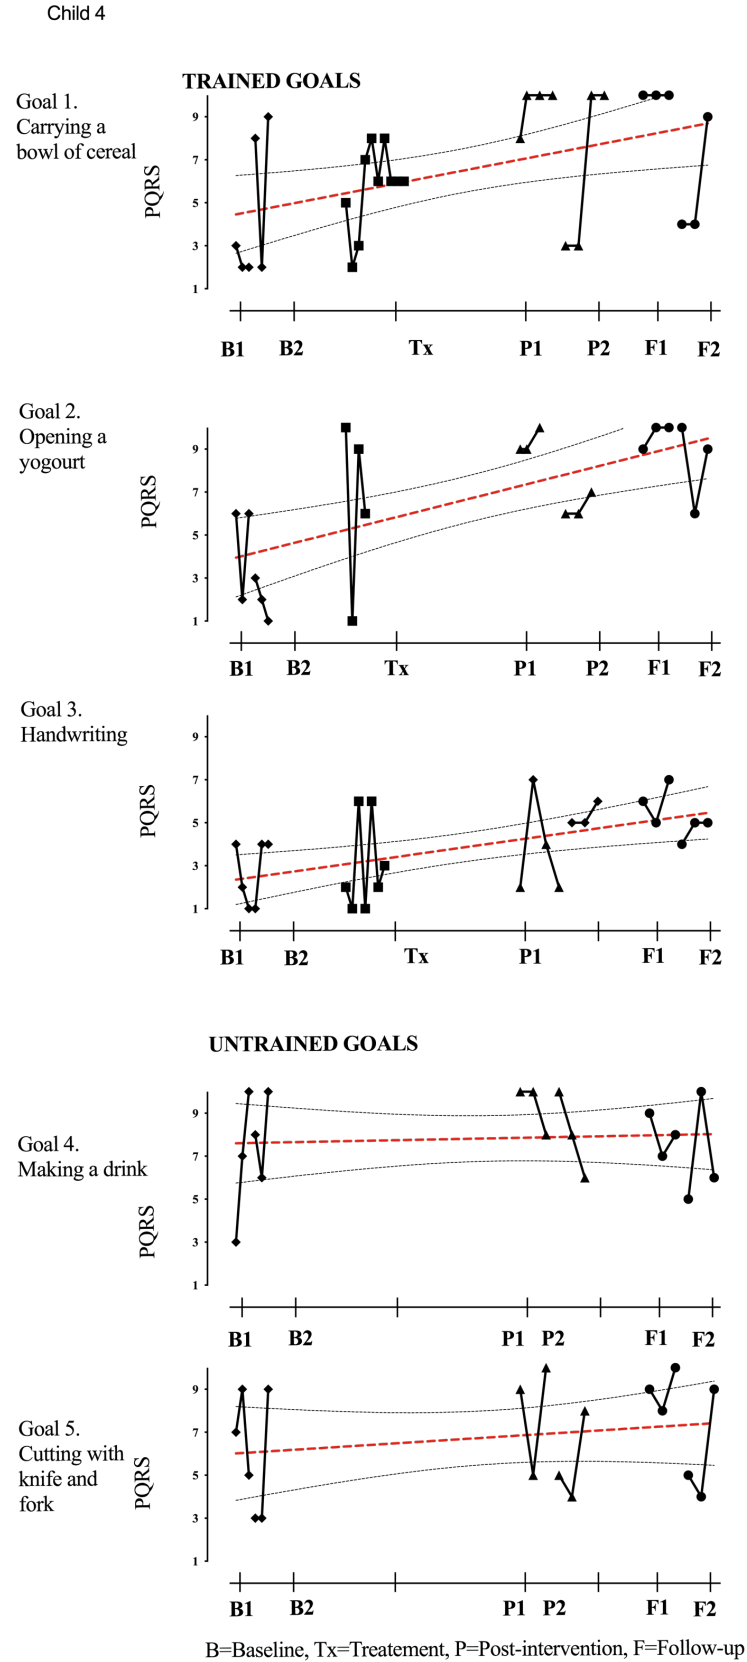 Child 4
TRAINED GOALS
Goal 1.
Carrying a
bowl of cereal
PQRS
9
7
5
3
1
B1 B2 Tx P1 P2 F1 F2
Goal 2.
Opening a
yogourt
PQRS
9
7
5
3
1
B1 B2 Tx P1 P2 F1 F2
Goal 3.
Handwriting
PQRS
9
7
5
3
1
B1 B2 Tx P1 F1 F2
UNTRAINED GOALS
Goal 4.
Making a drink
PQRS
9
7
5
3
1
B1 B2 P1 P2 F1 F2
Goal 5.
Cutting with
knife and
fork
PQRS
9
7
5
3
1
B1 B2 P1 P2 F1 F2
B=Baseline, Tx=Treatement, P=Post-intervention, F=Follow-up